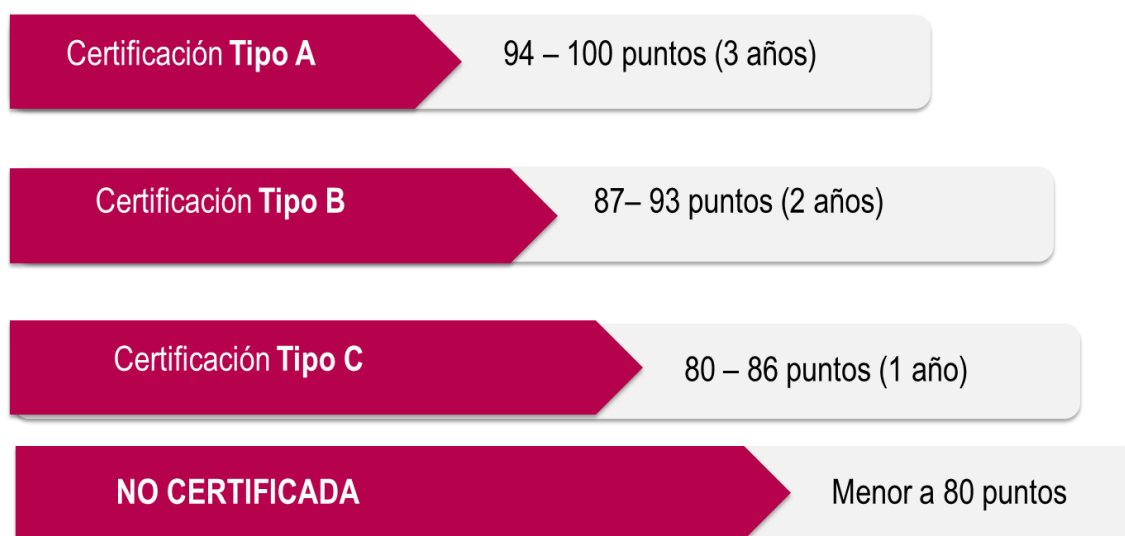 Certificación Tipo A
94 – 100 puntos (3 años)
Certificación Tipo B
87– 93 puntos (2 años)
Certificación Tipo C
80 – 86 puntos (1 año)
NO CERTIFICADA
Menor a 80 puntos